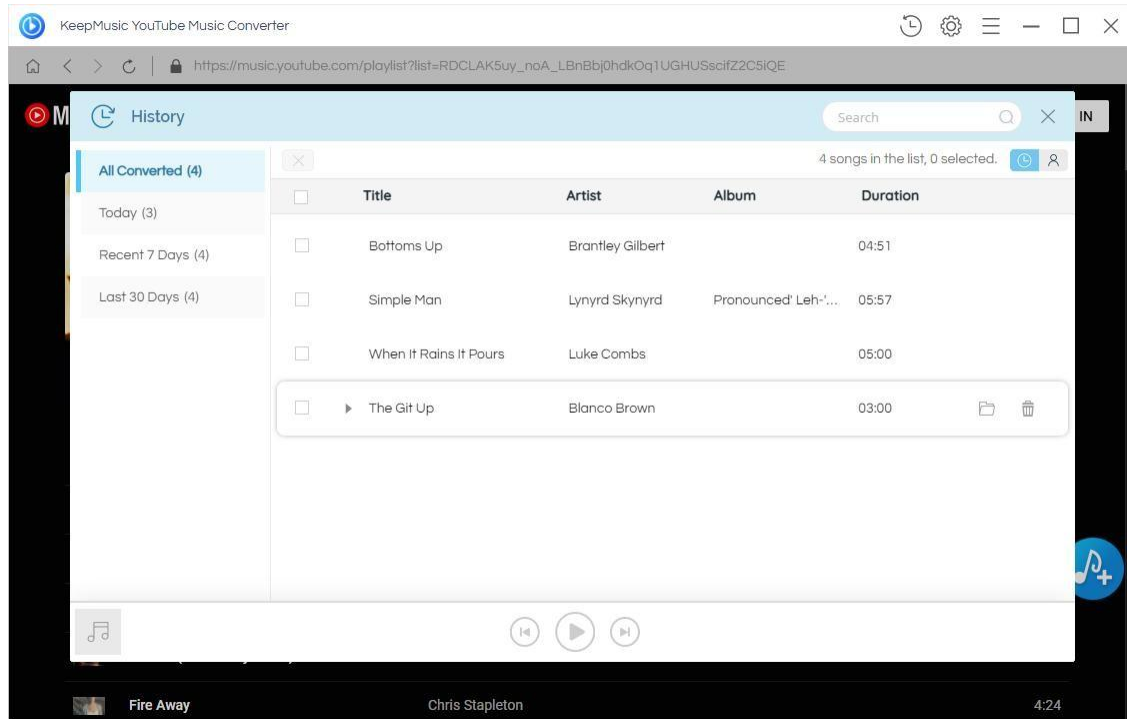 KeepMusic YouTube Music Converter
https://music.youtube.com/playlist?list=RDCLAK5uy_noA_LBnBbj0hdkOq1UGHUSscifZ2C5iQE
M
IN
History
Search
All Converted (4)
Today (3)
Recent 7 Days (4)
Last 30 Days (4)
4 songs in the list, 0 selected.
Title Artist Album Duration
Bottoms Up Brantley Gilbert 04:51
Simple Man Lynyrd Skynyrd Pronounced' Leh-'... 05:57
When It Rains It Pours Luke Combs 05:00
The Git Up Blanco Brown 03:00
Fire Away Chris Stapleton 4:24